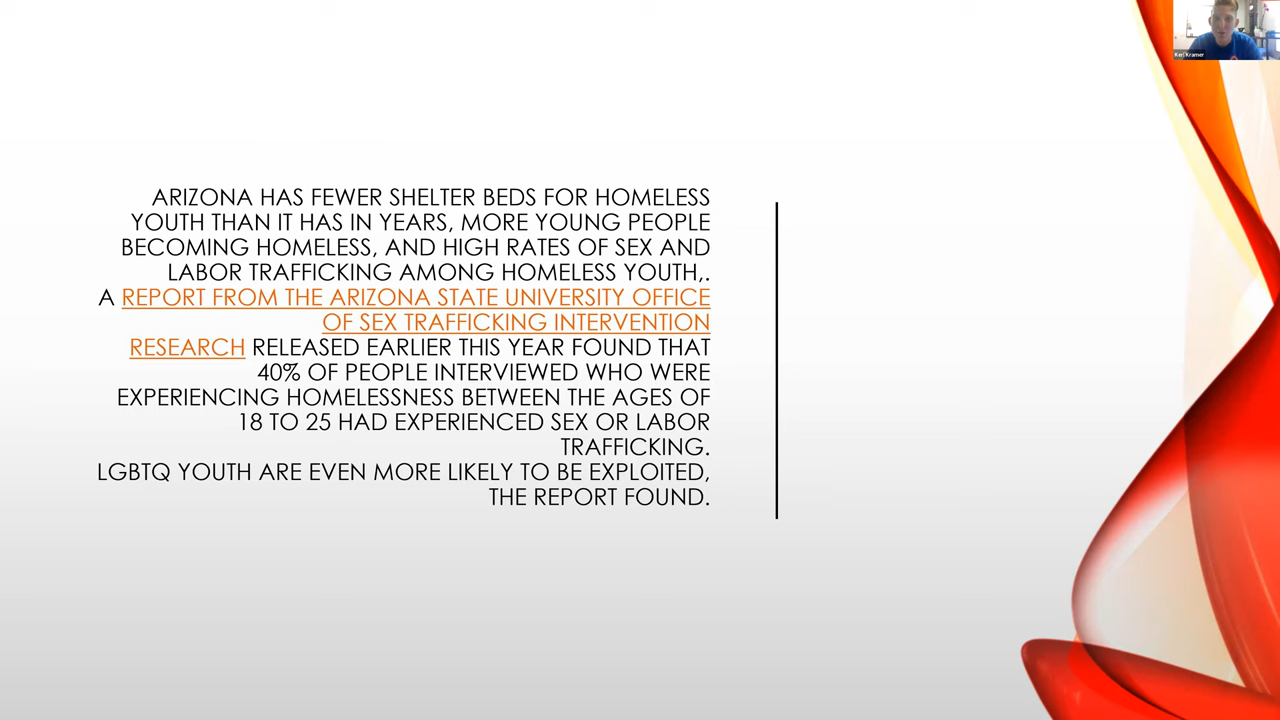 Keri Kramer
ARIZONA HAS FEWER SHELTER BEDS FOR HOMELESS
YOUTH THAN IT HAS IN YEARS, MORE YOUNG PEOPLE
BECOMING HOMELESS, AND HIGH RATES OF SEX AND
LABOR TRAFFICKING AMONG HOMELESS YOUTH,.
A REPORT FROM THE ARIZONA STATE UNIVERSITY OFFICE
OF SEX TRAFFICKING INTERVENTION
RESEARCH RELEASED EARLIER THIS YEAR FOUND THAT
40% OF PEOPLE INTERVIEWED WHO WERE
EXPERIENCING HOMELESSNESS BETWEEN THE AGES OF
18 TO 25 HAD EXPERIENCED SEX OR LABOR
TRAFFICKING.
LGBTQ YOUTH ARE EVEN MORE LIKELY TO BE EXPLOITED,
THE REPORT FOUND.